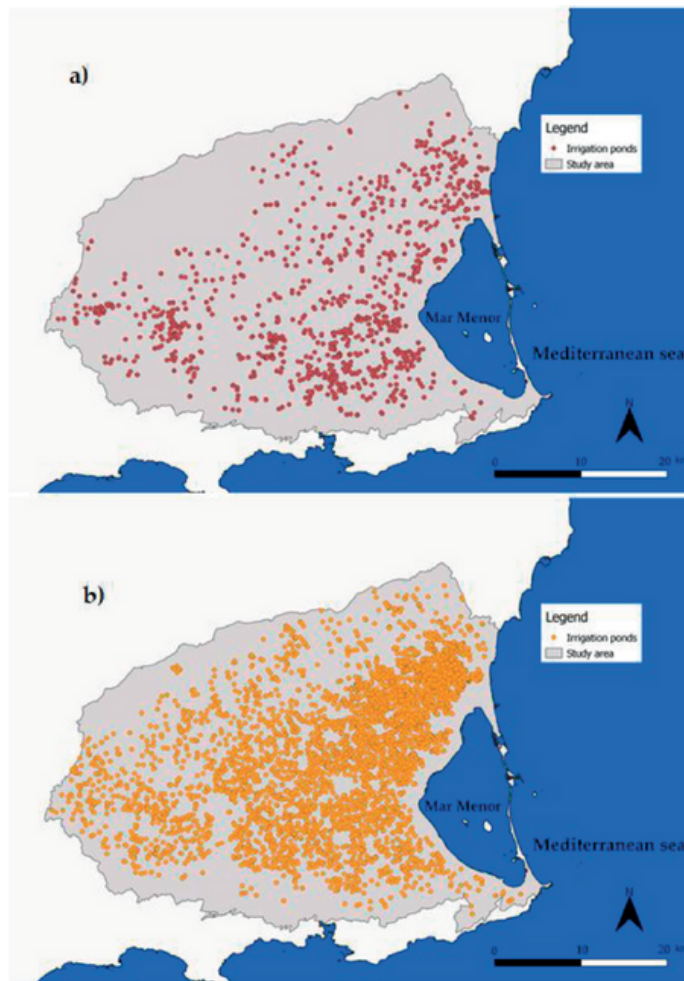 a)
Legend
Irrigation ponds
Study area
Mar Menor
Mediterranean sea
N
0 10 20 km
b)
Legend
Irrigation ponds
Study area
Mar Menor
Mediterranean sea
N
0 10 20